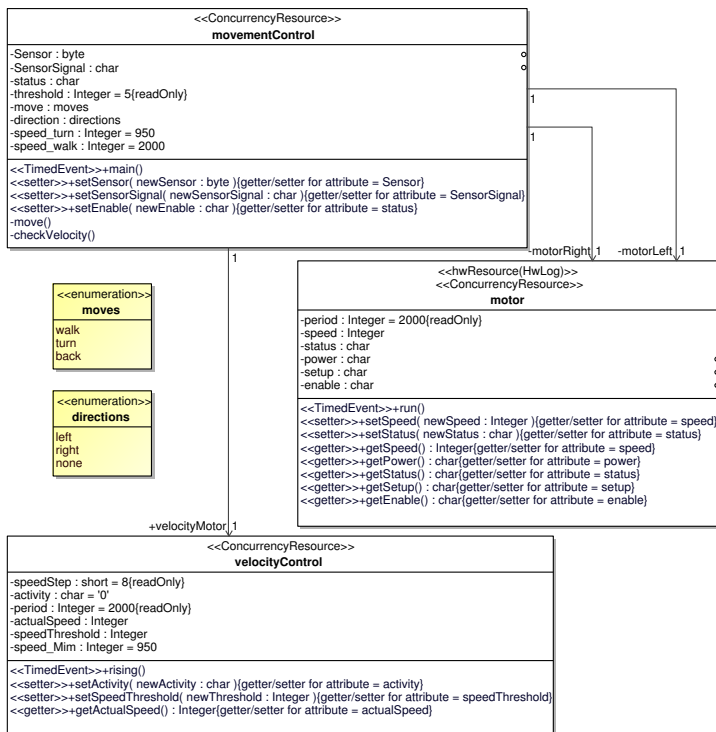 <<ConcurrencyResource>>
movementControl
-Sensor : byte
-SensorSignal : char
-status : char
-threshold : Integer = 5{readOnly}
-move : moves
-direction : directions
-speed_turn : Integer = 950
-speed_walk : Integer = 2000
<<TimedEvent>>+main()
<<setter>>+setSensor( newSensor : byte ){getter/setter for attribute = Sensor}
<<setter>>+setSensorSignal( newSensorSignal : char ){getter/setter for attribute = SensorSignal}
<<setter>>+setEnable( newEnable : char ){getter/setter for attribute = status}
-move()
-checkVelocity()
1
1
1
-motorRight 1
-motorLeft 1
<<enumeration>>
moves
walk
turn
back
<<enumeration>>
directions
left
right
none
<<hwResource(HwLog)>>
<<ConcurrencyResource>>
motor
-period : Integer = 2000{readOnly}
-speed : Integer
-status : char
-power : char
-setup : char
-enable : char
<<TimedEvent>>+run()
<<setter>>+setSpeed( newSpeed : Integer ){getter/setter for attribute = speed}
<<setter>>+setStatus( newStatus : char ){getter/setter for attribute = status}
<<getter>>+getSpeed() : Integer{getter/setter for attribute = speed}
<<getter>>+getPower() : char{getter/setter for attribute = power}
<<getter>>+getStatus() : char{getter/setter for attribute = status}
<<getter>>+getSetup() : char{getter/setter for attribute = setup}
<<getter>>+getEnable() : char{getter/setter for attribute = enable}
+velocityMotor 1
<<ConcurrencyResource>>
velocityControl
-speedStep : short = 8{readOnly}
-activity : char = '0'
-period : Integer = 2000{readOnly}
-actualSpeed : Integer
-speedThreshold : Integer
-speed_Mim : Integer = 950
<<TimedEvent>>+rising()
<<setter>>+setActivity( newActivity : char ){getter/setter for attribute = activity}
<<setter>>+setSpeedThreshold( newThreshold : Integer ){getter/setter for attribute = speedThreshold}
<<getter>>+getActualSpeed() : Integer{getter/setter for attribute = actualSpeed}